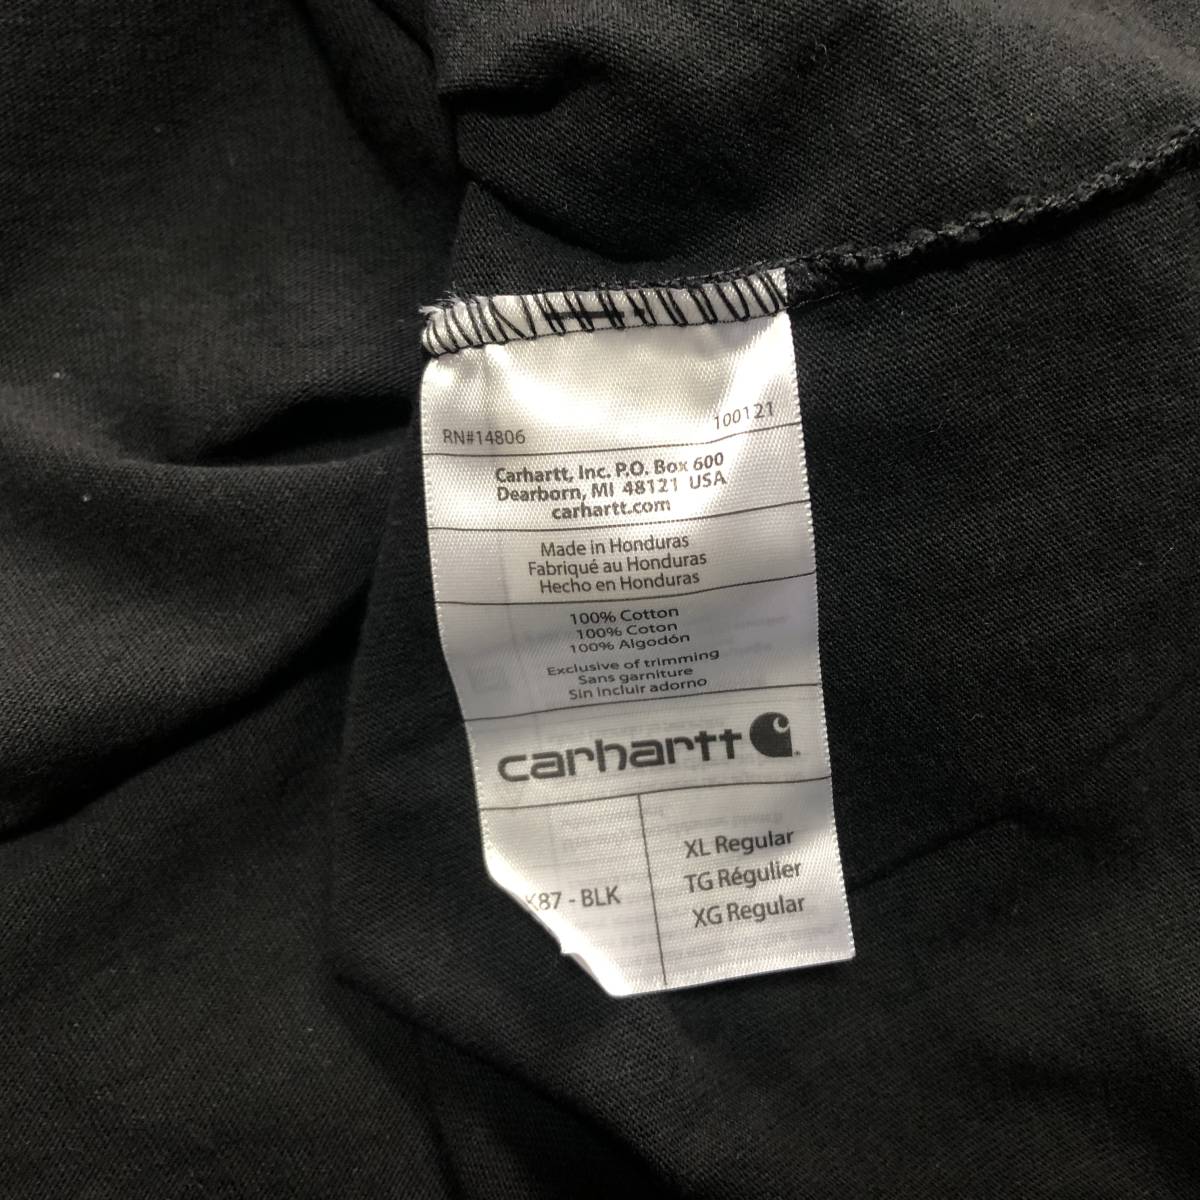 RN#14806 100121
Carhartt, Inc. P.O. Box 600
Dearborn, MI 48121 USA
carhartt.com
Made in Honduras
Fabriqué au Honduras
Hecho en Honduras
100% Cotton
100% Coton
100% Algodón
Exclusive of trimming
Sans garniture
Sin incluir adorno
carhartt
K87 - BLK
XL Regular
TG Régulier
XG Regular